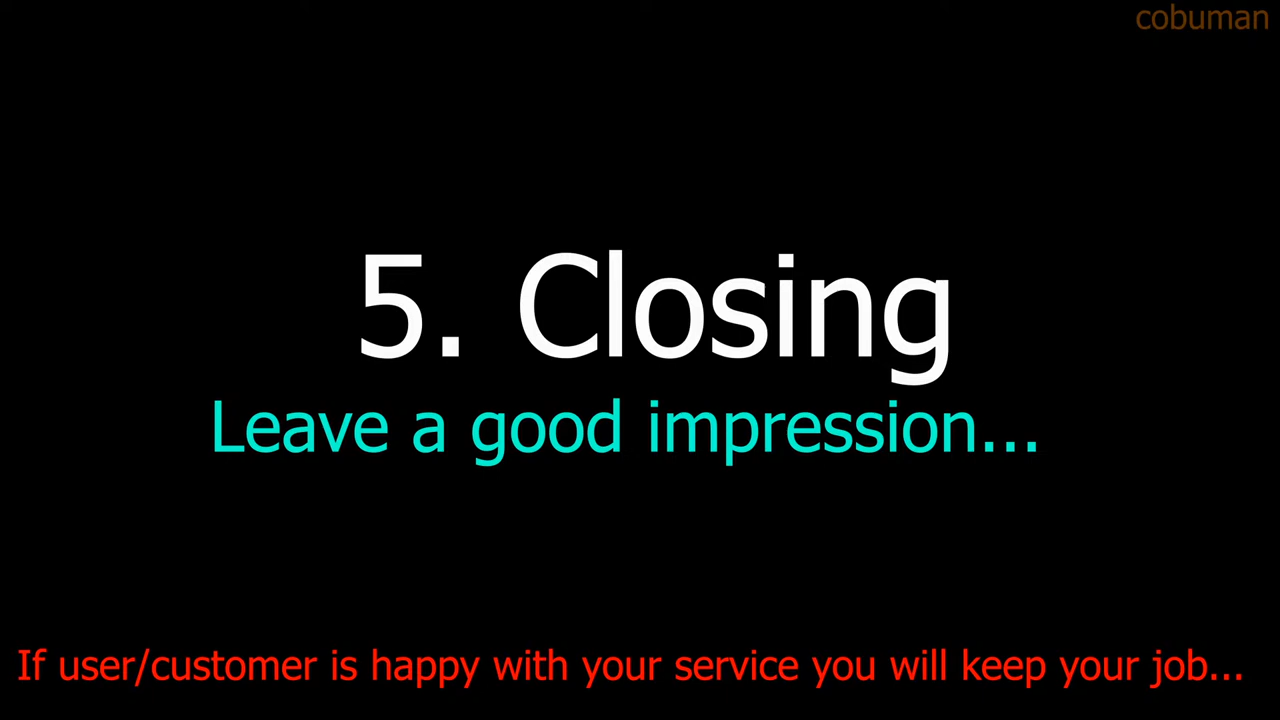 cobuman
5. Closing
Leave a good impression...
If user/customer is happy with your service you will keep your job...